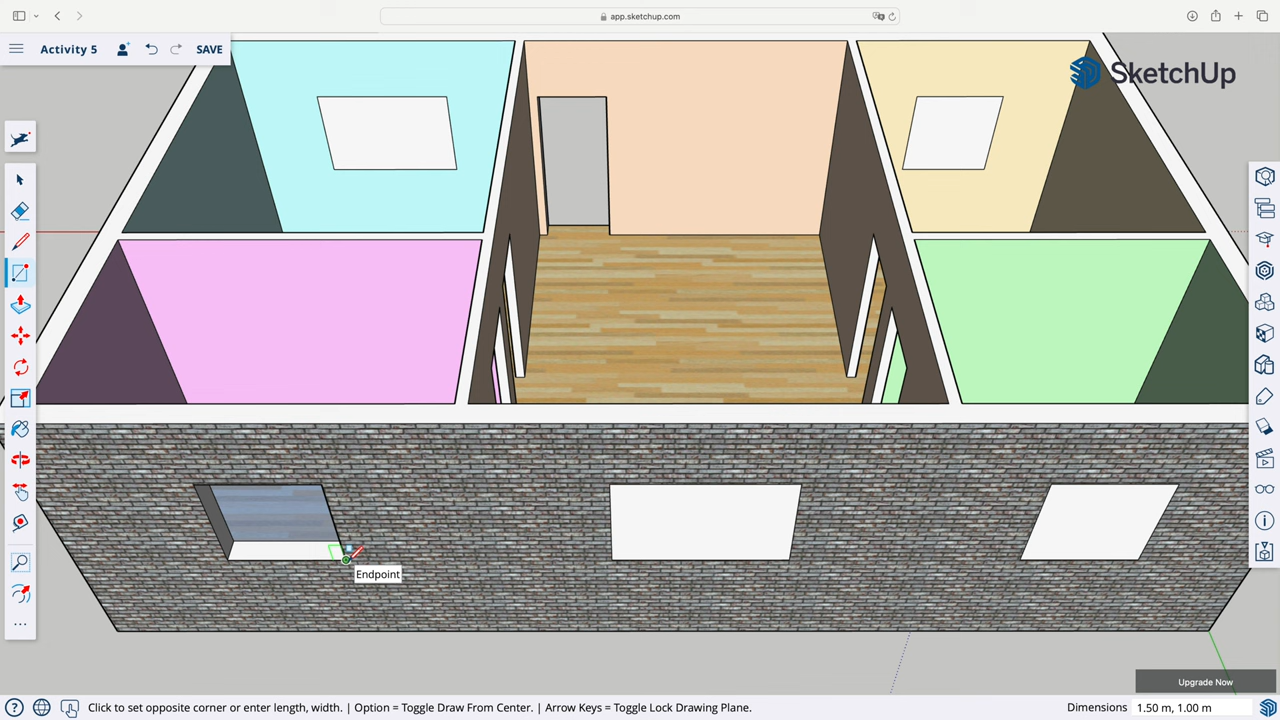 app.sketchup.com
Activity 5
SAVE
SketchUp
Endpoint
Upgrade Now
Click to set opposite corner or enter length, width. | Option = Toggle Draw From Center. | Arrow Keys = Toggle Lock Drawing Plane.
Dimensions 1.50 m, 1.00 m